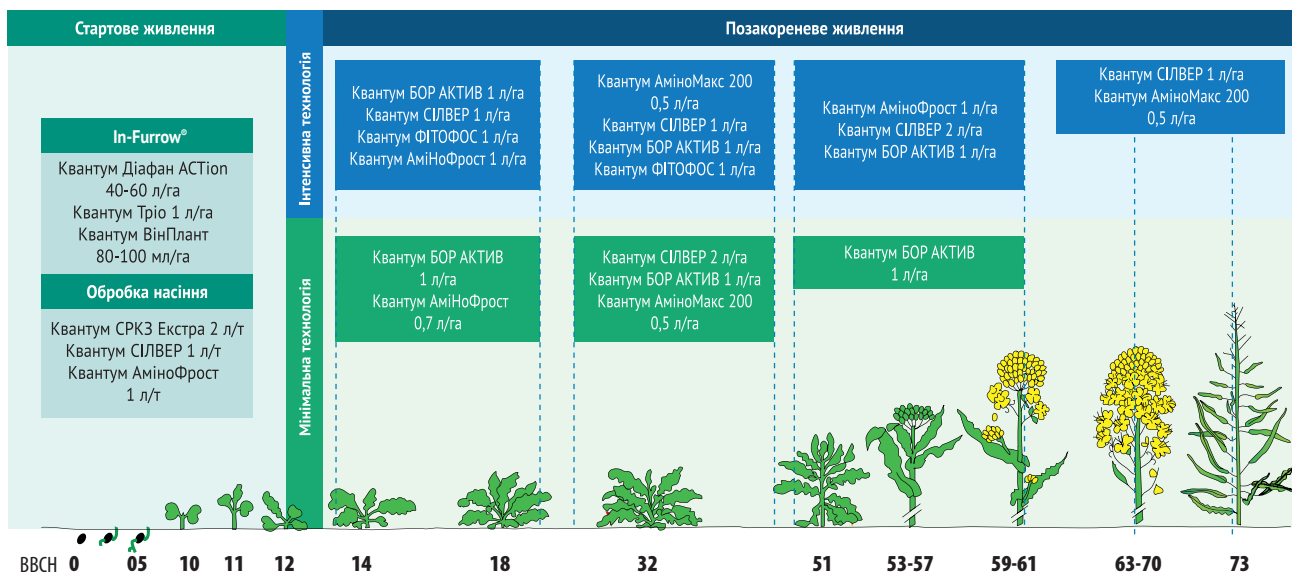 Стартове живлення
Позакореневе живлення
In-Furrow®
Квантум Діафан ACTion
40-60 л/га
Квантум Тріо 1 л/га
Квантум ВінПлант
80-100 мл/га
Обробка насіння
Квантум СРКЗ Екстра 2 л/т
Квантум СІЛВЕР 1 л/т
Квантум АміноФрост
1 л/т
Інтенсивна технологія
Квантум БОР АКТИВ 1 л/га
Квантум СІЛВЕР 1 л/га
Квантум ФІТОФОС 1 л/га
Квантум АміНоФрост 1 л/га
Квантум АміноМакс 200
0,5 л/га
Квантум СІЛВЕР 1 л/га
Квантум БОР АКТИВ 1 л/га
Квантум ФІТОФОС 1 л/га
Квантум АміноФрост 1 л/га
Квантум СІЛВЕР 2 л/га
Квантум БОР АКТИВ 1 л/га
Квантум СІЛВЕР 1 л/га
Квантум АміноМакс 200
0,5 л/га
Мінімальна технологія
Квантум БОР АКТИВ
1 л/га
Квантум АміНоФрост
0,7 л/га
Квантум СІЛВЕР 2 л/га
Квантум БОР АКТИВ 1 л/га
Квантум АміноМакс 200
0,5 л/га
Квантум БОР АКТИВ
1 л/га
ВВСН 0 05 10 11 12 14 18 32 51 53-57 59-61 63-70 73